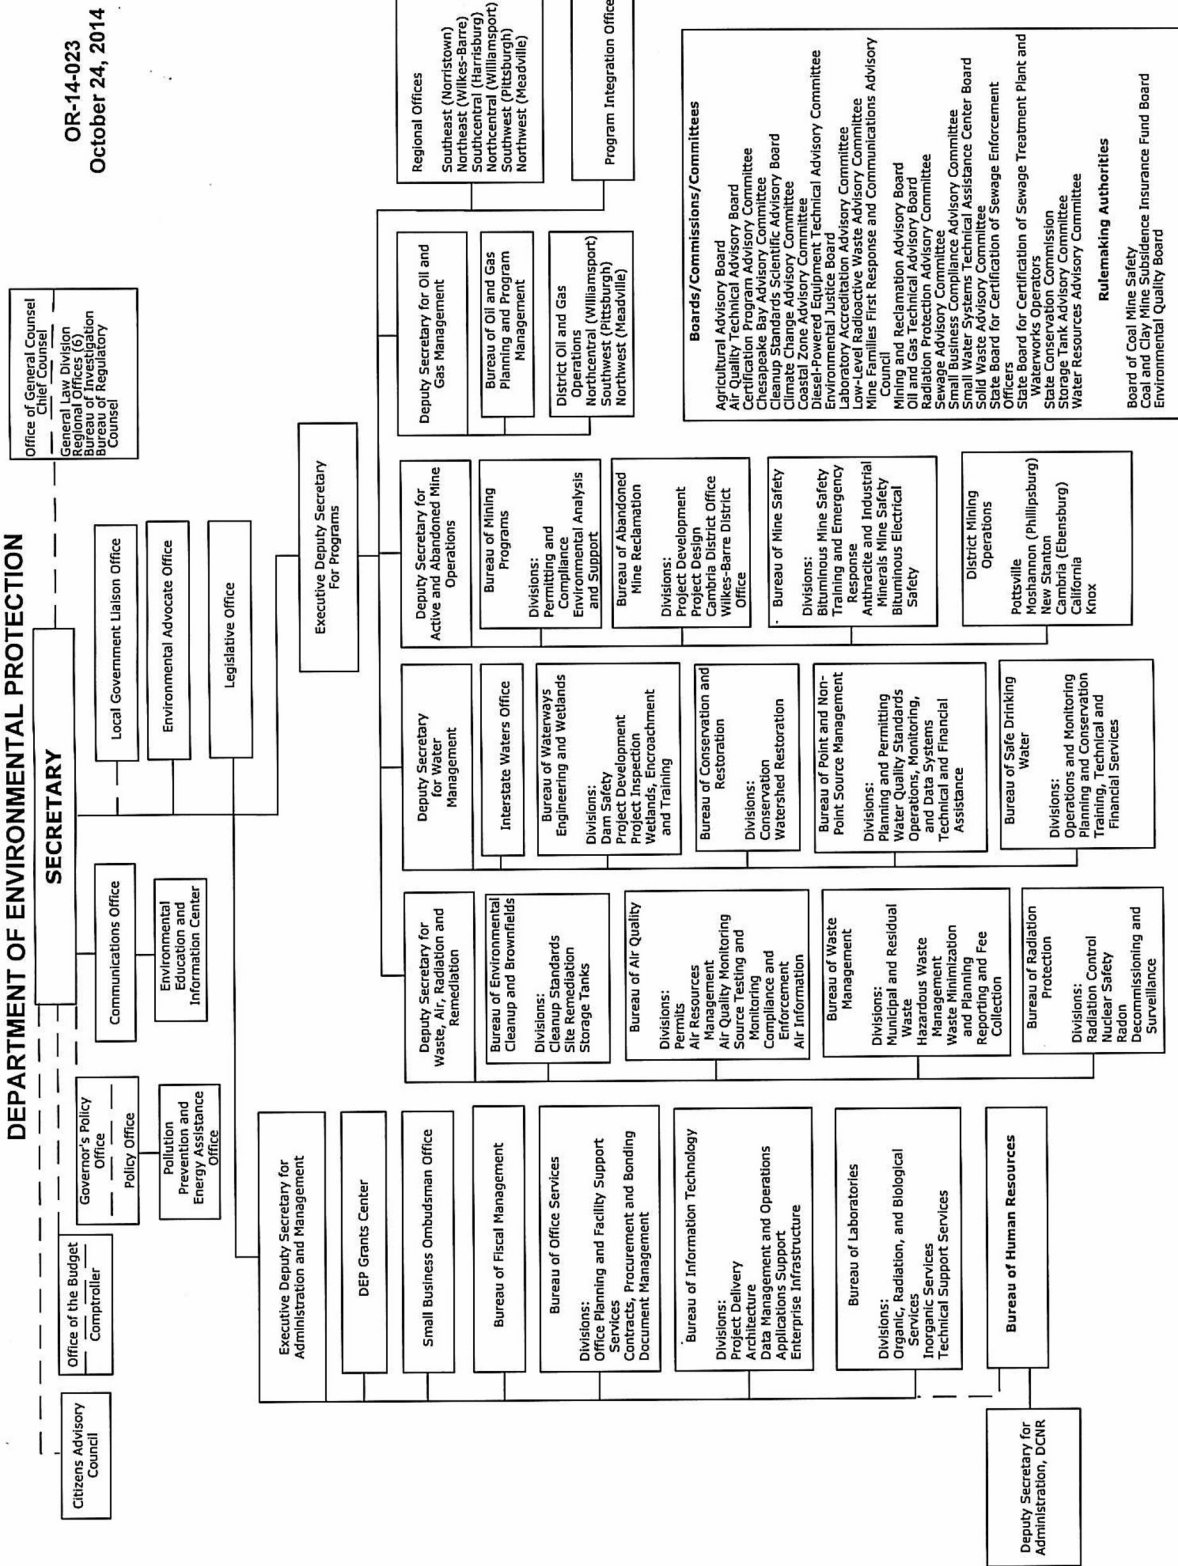 DEPARTMENT OF ENVIRONMENTAL PROTECTION
OR-14-023
October 24, 2014
SECRETARY
Office of General Counsel
Chief Counsel
General Law Division
Regional Offices (6)
Bureau of Investigation
Bureau of Regulatory
Counsel
Citizens Advisory
Council
Office of the Budget
Comptroller
Governor's Policy
Office
Policy Office
Pollution
Prevention and
Energy Assistance
Office
Communications Office
Environmental
Education and
Information Center
Local Government Liaison Office
Environmental Advocate Office
Legislative Office
Executive Deputy Secretary for
Administration and Management
DEP Grants Center
Small Business Ombudsman Office
Bureau of Fiscal Management
Bureau of Office Services
Divisions:
Office Planning and Facility Support
Services
Contracts, Procurement and Bonding
Document Management
Bureau of Information Technology
Divisions:
Project Delivery
Architecture
Data Management and Operations
Applications Support
Enterprise Infrastructure
Bureau of Laboratories
Divisions:
Organic, Radiation, and Biological
Services
Inorganic Services
Technical Support Services
Bureau of Human Resources
Deputy Secretary for
Administration, DCNR
Executive Deputy Secretary
For Programs
Deputy Secretary for
Waste, Air, Radiation and
Remediation
Bureau of Environmental
Cleanup and Brownfields
Divisions:
Cleanup Standards
Site Remediation
Storage Tanks
Bureau of Air Quality
Divisions:
Permits
Air Resources
Management
Air Quality Monitoring
Source Testing and
Monitoring
Compliance and
Enforcement
Air Information
Bureau of Waste
Management
Divisions:
Municipal and Residual
Waste
Hazardous Waste
Management
Waste Minimization
and Planning
Reporting and Fee
Collection
Bureau of Radiation
Protection
Divisions:
Radiation Control
Nuclear Safety
Radon
Decommissioning and
Surveillance
Deputy Secretary
for Water
Management
Interstate Waters Office
Bureau of Waterways
Engineering and Wetlands
Divisions:
Dam Safety
Project Development
Project Inspection
Wetlands, Encroachment
and Training
Bureau of Conservation and
Restoration
Divisions:
Conservation
Watershed Restoration
Bureau of Point and Non-
Point Source Management
Divisions:
Planning and Permitting
Water Quality Standards
Operations, Monitoring,
and Data Systems
Technical and Financial
Assistance
Bureau of Safe Drinking
Water
Divisions:
Operations and Monitoring
Planning and Conservation
Training, Technical and
Financial Services
Deputy Secretary for
Active and Abandoned Mine
Operations
Bureau of Mining
Programs
Divisions:
Permitting and
Compliance
Environmental Analysis
and Support
Bureau of Abandoned
Mine Reclamation
Divisions:
Project Development
Project Design
Cambria District Office
Wilkes-Barre District
Office
Bureau of Mine Safety
Divisions:
Bituminous Mine Safety
Training and Emergency
Response
Anthracite and Industrial
Minerals Mine Safety
Bituminous Electrical
Safety
District Mining
Operations
Pottsville
Moshannon (Phillipsburg)
New Stanton
Cambria (Ebensburg)
California
Knox
Deputy Secretary for Oil and
Gas Management
Bureau of Oil and Gas
Planning and Program
Management
District Oil and Gas
Operations
Northcentral (Williamsport)
Southwest (Pittsburgh)
Northwest (Meadville)
Regional Offices
Southeast (Norristown)
Northeast (Wilkes-Barre)
Southcentral (Harrisburg)
Northcentral (Williamsport)
Southwest (Pittsburgh)
Northwest (Meadville)
Program Integration Office
Boards/Commissions/Committees
Agricultural Advisory Board
Air Quality Technical Advisory Board
Certification Program Advisory Committee
Chesapeake Bay Advisory Committee
Cleanup Standards Scientific Advisory Board
Climate Change Advisory Committee
Coastal Zone Advisory Committee
Diesel-Powered Equipment Technical Advisory Committee
Environmental Justice Board
Laboratory Accreditation Advisory Committee
Low-Level Radioactive Waste Advisory Committee
Mine Families First Response and Communications Advisory
Council
Mining and Reclamation Advisory Board
Oil and Gas Technical Advisory Board
Radiation Protection Advisory Committee
Sewage Advisory Committee
Small Business Compliance Advisory Committee
Small Water Systems Technical Assistance Center Board
Solid Waste Advisory Committee
State Board for Certification of Sewage Enforcement
Officers
State Board for Certification of Sewage Treatment Plant and
Waterworks Operators
State Conservation Commission
Storage Tank Advisory Committee
Water Resources Advisory Committee
Rulemaking Authorities
Board of Coal Mine Safety
Coal and Clay Mine Subsidence Insurance Fund Board
Environmental Quality Board